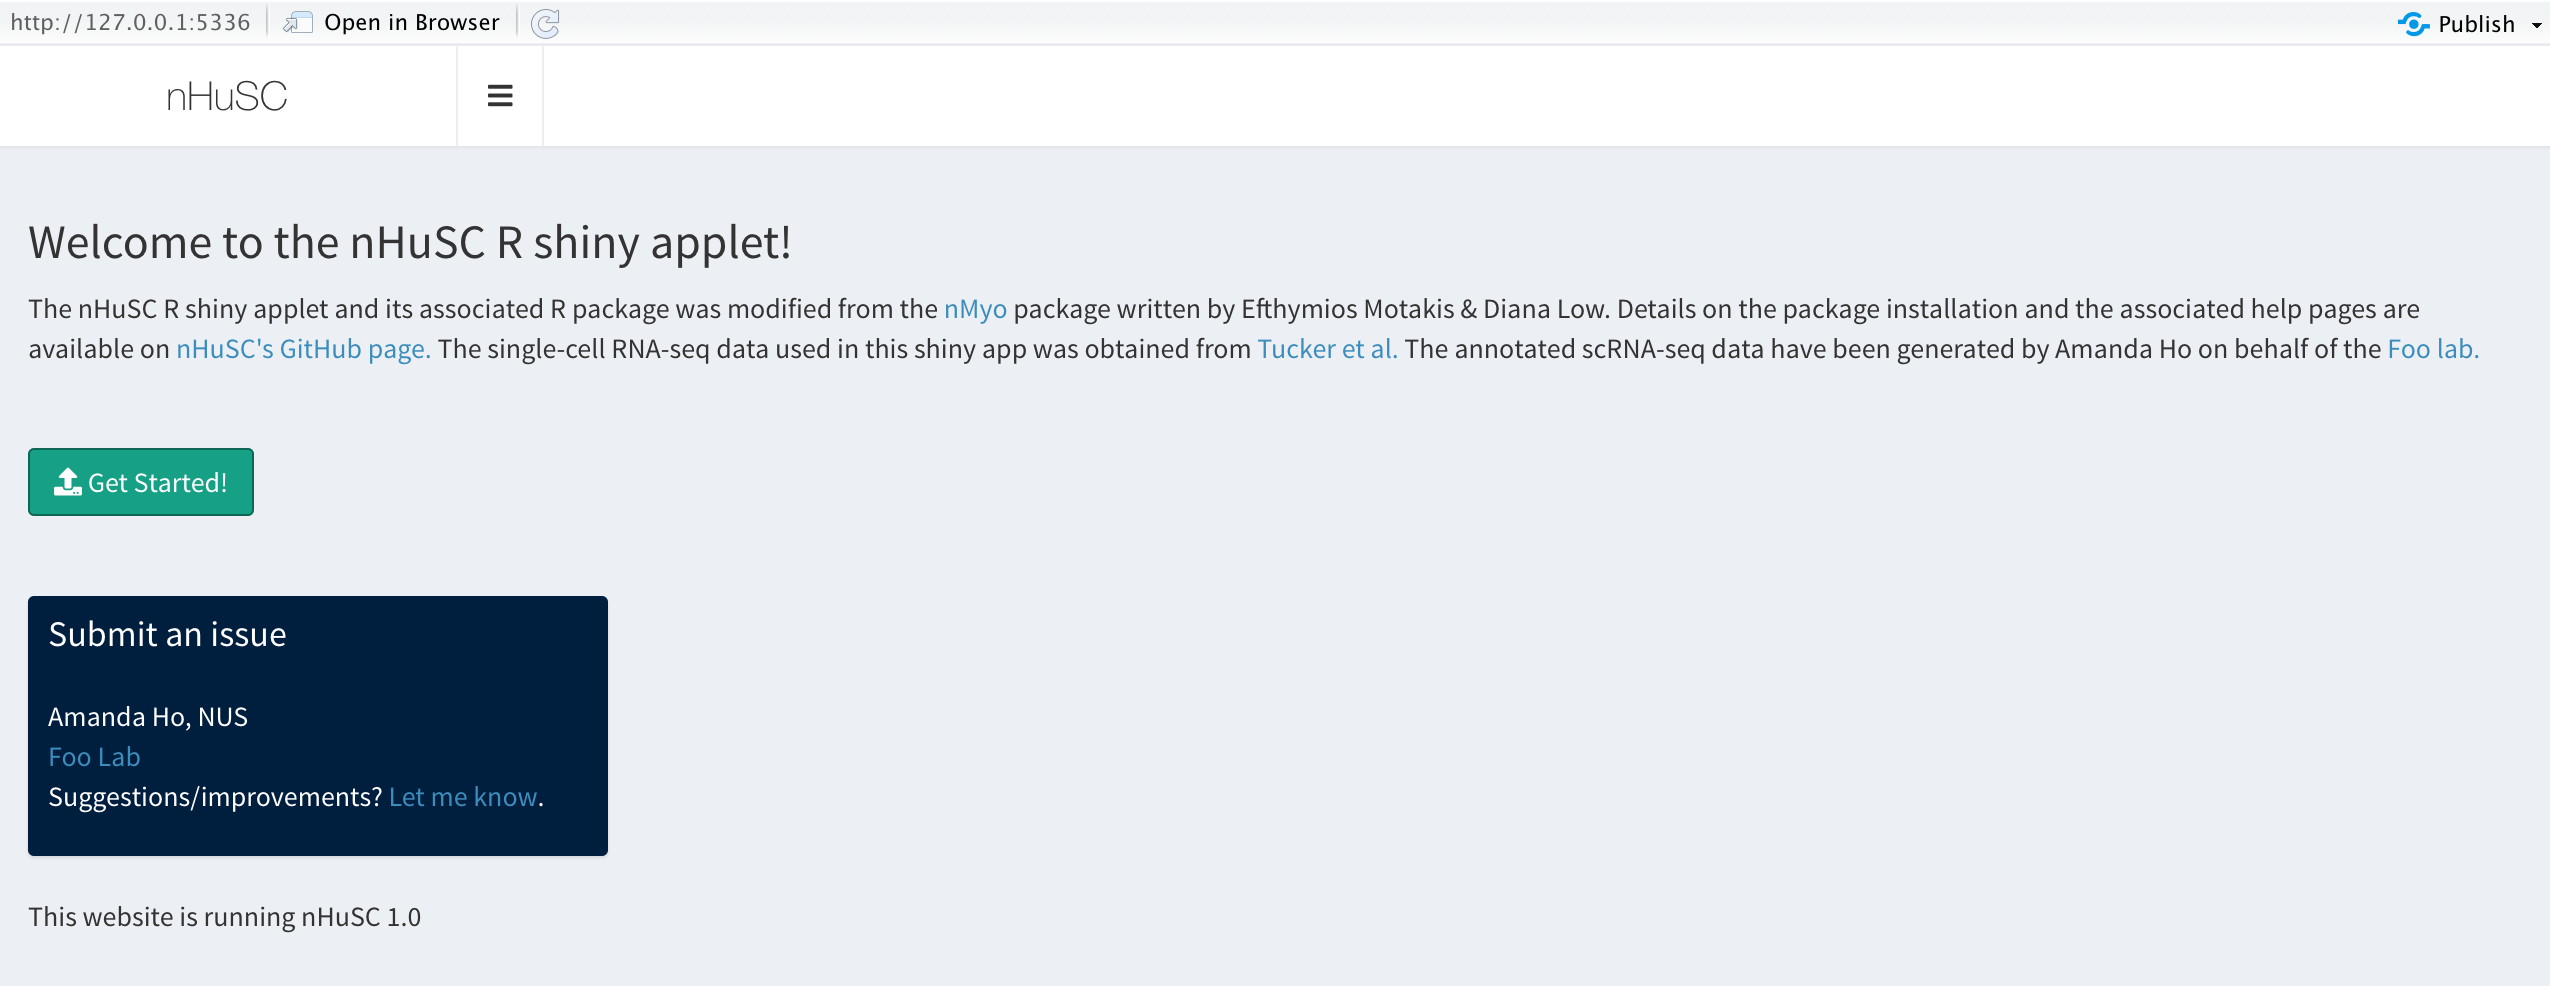 http://127.0.0.1:5336 Open in Browser Publish
nHuSC
Welcome to the nHuSC R shiny applet!
The nHuSC R shiny applet and its associated R package was modified from the nMyo package written by Efthymios Motakis & Diana Low. Details on the package installation and the associated help pages are
available on nHuSC's GitHub page. The single-cell RNA-seq data used in this shiny app was obtained from Tucker et al. The annotated scRNA-seq data have been generated by Amanda Ho on behalf of the Foo lab.
Get Started!
Submit an issue
Amanda Ho, NUS
Foo Lab
Suggestions/improvements? Let me know.
This website is running nHuSC 1.0